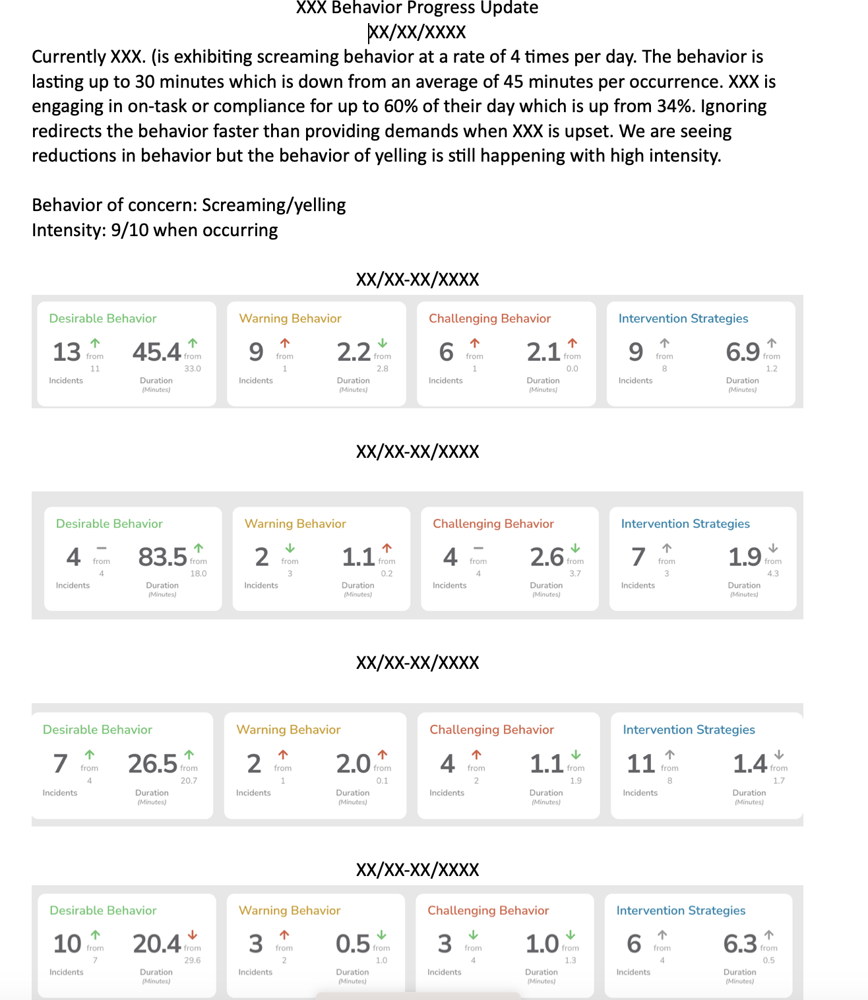 XXX Behavior Progress Update
XX/XX/XXXX
Currently XXX. (is exhibiting screaming behavior at a rate of 4 times per day. The behavior is
lasting up to 30 minutes which is down from an average of 45 minutes per occurrence. XXX is
engaging in on-task or compliance for up to 60% of their day which is up from 34%. Ignoring
redirects the behavior faster than providing demands when XXX is upset. We are seeing
reductions in behavior but the behavior of yelling is still happening with high intensity.
Behavior of concern: Screaming/yelling
Intensity: 9/10 when occurring
XX/XX-XX/XXXX
Desirable Behavior Warning Behavior Challenging Behavior Intervention Strategies
13 ↑ 45.4 ↑ 9 ↑ 2.2 ↓ 6 ↑ 2.1 ↑ 9 ↑ 6.9 ↑
from from from from from from from from
11 33.0 1 2.8 1 0.0 8 1.2
Incidents Duration Incidents Duration Incidents Duration Incidents Duration
(Minutes) (Minutes) (Minutes) (Minutes)
XX/XX-XX/XXXX
Desirable Behavior Warning Behavior Challenging Behavior Intervention Strategies
4 – 83.5 ↑ 2 ↓ 1.1 ↑ 4 – 2.6 ↓ 7 ↑ 1.9 ↓
from from from from from from from from
4 18.0 3 0.2 4 3.7 3 4.3
Incidents Duration Incidents Duration Incidents Duration Incidents Duration
(Minutes) (Minutes) (Minutes) (Minutes)
XX/XX-XX/XXXX
Desirable Behavior Warning Behavior Challenging Behavior Intervention Strategies
7 ↑ 26.5 ↑ 2 ↑ 2.0 ↑ 4 ↑ 1.1 ↓ 11 ↑ 1.4 ↓
from from from from from from from from
4 20.7 1 0.1 2 1.9 8 1.7
Incidents Duration Incidents Duration Incidents Duration Incidents Duration
(Minutes) (Minutes) (Minutes) (Minutes)
XX/XX-XX/XXXX
Desirable Behavior Warning Behavior Challenging Behavior Intervention Strategies
10 ↑ 20.4 ↓ 3 ↑ 0.5 ↓ 3 ↓ 1.0 ↓ 6 ↑ 6.3 ↑
from from from from from from from from
7 29.6 2 1.0 4 1.3 4 0.5
Incidents Duration Incidents Duration Incidents Duration Incidents Duration
(Minutes) (Minutes) (Minutes) (Minutes)